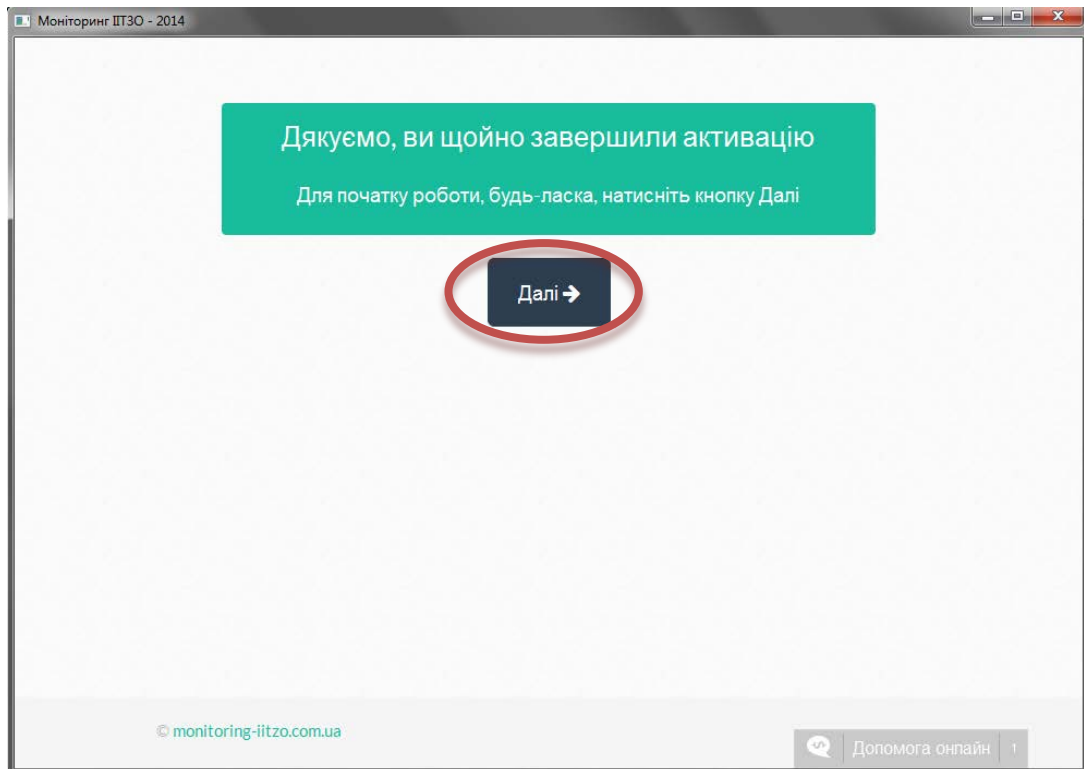 Моніторинг ІІТЗО - 2014
Дякуємо, ви щойно завершили активацію
Для початку роботи, будь-ласка, натисніть кнопку Далі
Далі
© monitoring-iitzo.com.ua
Допомога онлайн